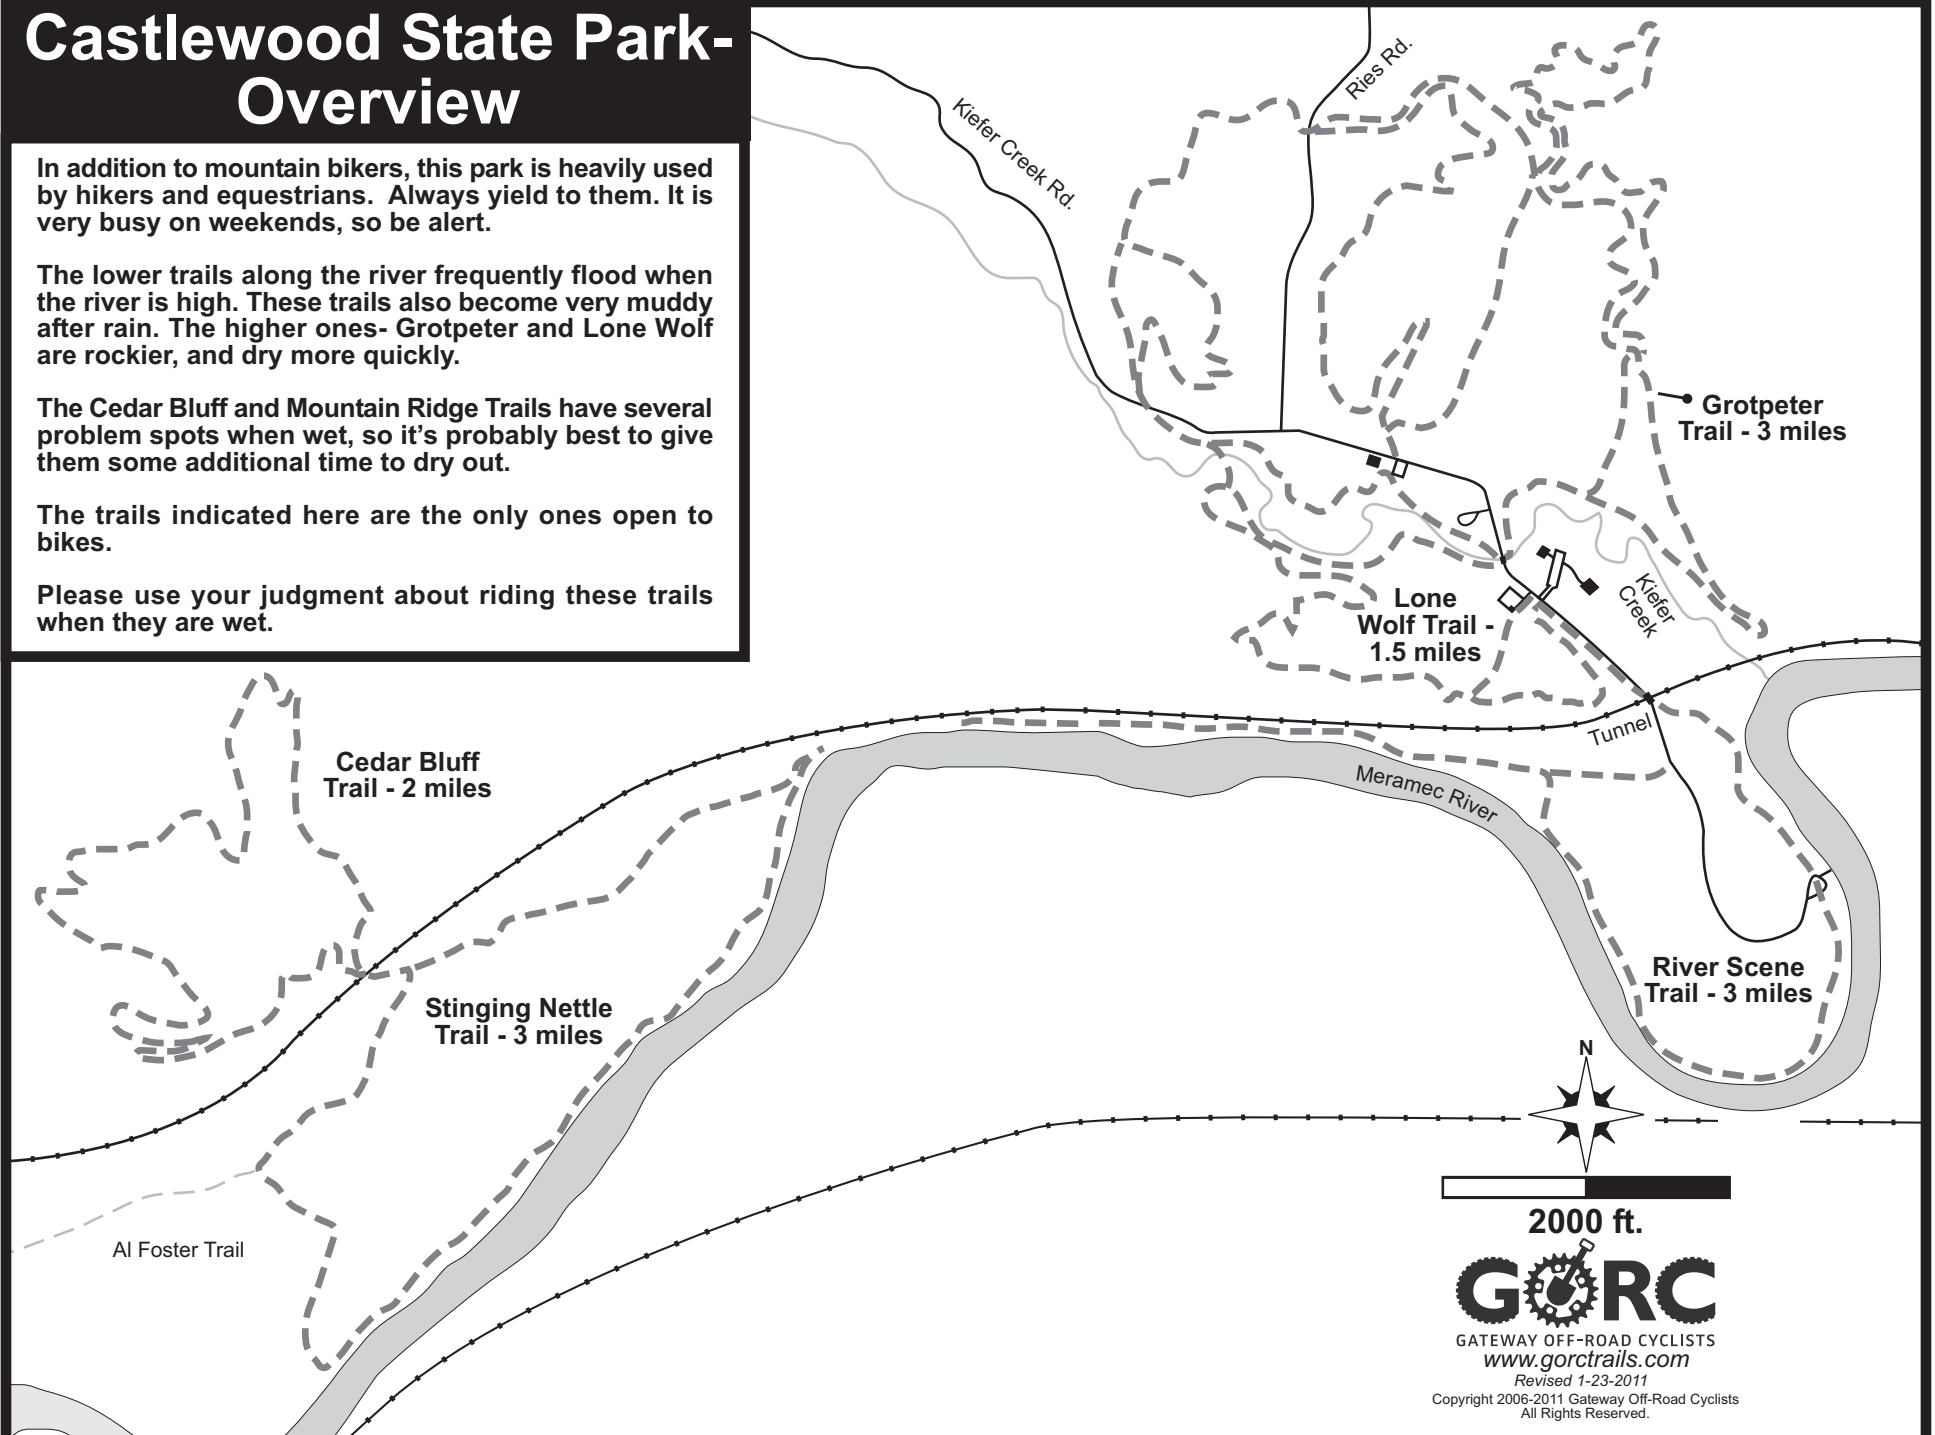 Castlewood State Park-
Overview
In addition to mountain bikers, this park is heavily used
by hikers and equestrians.  Always yield to them. It is
very busy on weekends, so be alert.
The lower trails along the river frequently flood when
the river is high. These trails also become very muddy
after rain. The higher ones- Grotpeter and Lone Wolf
are rockier, and dry more quickly.
The Cedar Bluff and Mountain Ridge Trails have several
problem spots when wet, so it’s probably best to give
them some additional time to dry out.
The trails indicated here are the only ones open to
bikes.
Please use your judgment about riding these trails
when they are wet.
Kiefer Creek Rd.
Ries Rd.
Grotpeter
Trail - 3 miles
Lone
Wolf Trail -
1.5 miles
Kiefer
Creek
Tunnel
Meramec River
Cedar Bluff
Trail - 2 miles
Stinging Nettle
Trail - 3 miles
River Scene
Trail - 3 miles
Al Foster Trail
N
2000 ft.
GORC
GATEWAY OFF-ROAD CYCLISTS
www.gorctrails.com
Revised 1-23-2011
Copyright 2006-2011 Gateway Off-Road Cyclists
All Rights Reserved.